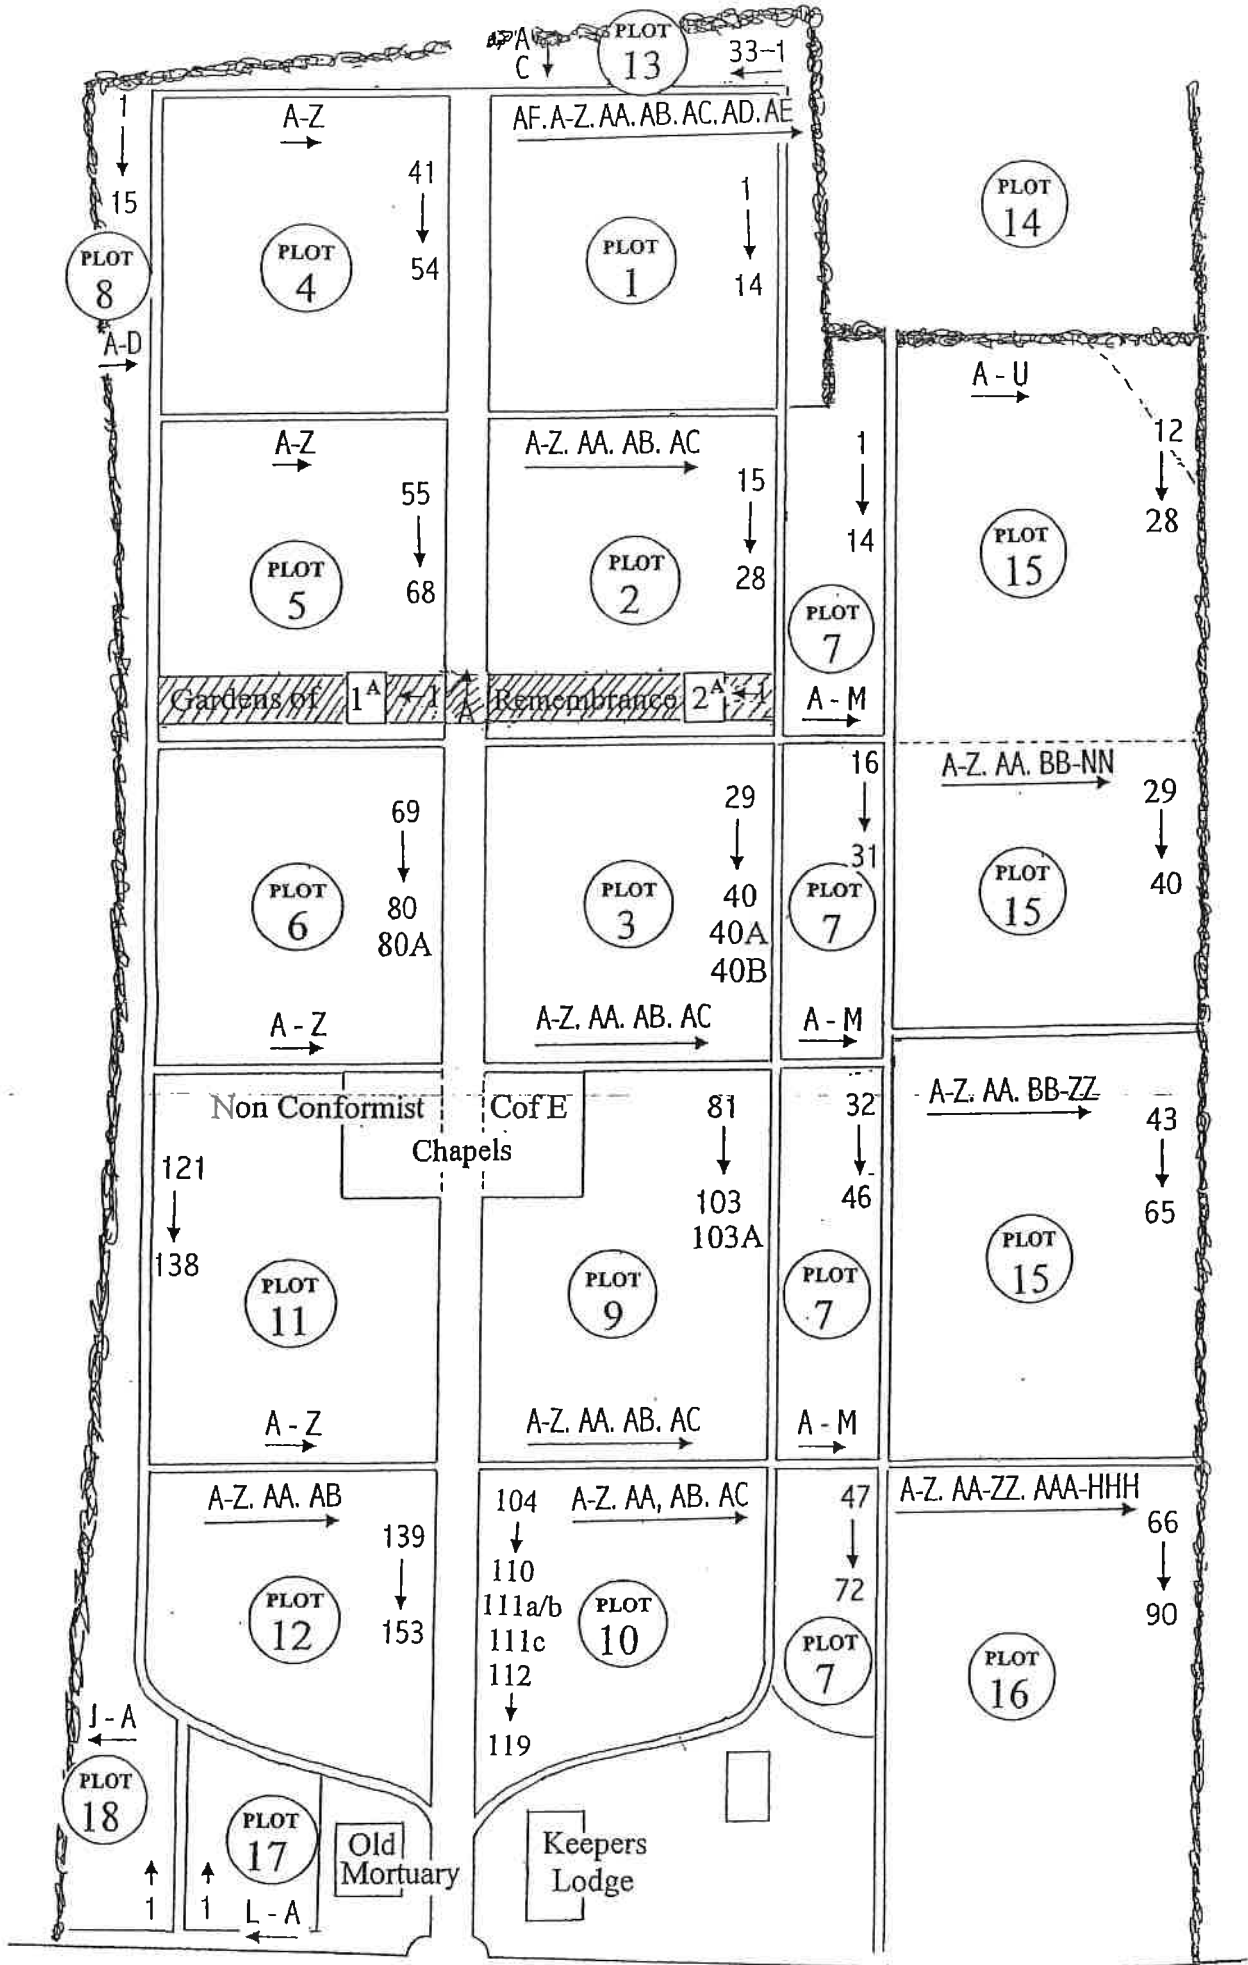 A
C
PLOT
13
33-1
1
15
A-Z
AF. A-Z. AA. AB. AC. AD. AE
41
54
1
14
PLOT
14
PLOT
8
PLOT
4
PLOT
1
A-D
A-U
A-Z
A-Z. AA. AB. AC
1
14
12
28
55
68
15
28
PLOT
5
PLOT
2
PLOT
15
PLOT
7
Gardens of
1A
1
A
Remembrance
2A
1
A-M
A-Z. AA. BB-NN
69
80
80A
29
40
40A
40B
16
31
29
40
PLOT
6
PLOT
3
PLOT
7
PLOT
15
A-Z
A-Z. AA. AB. AC
A-M
Non Conformist
C of E
Chapels
A-Z. AA. BB-ZZ
121
138
81
103
103A
32
46
43
65
PLOT
11
PLOT
9
PLOT
7
PLOT
15
A-Z
A-Z. AA. AB. AC
A-M
A-Z. AA. AB
104
110
111a/b
111c
112
119
A-Z. AA, AB. AC
47
72
A-Z. AA-ZZ. AAA-HHH
139
153
66
90
PLOT
12
PLOT
10
PLOT
7
PLOT
16
J-A
PLOT
18
1
PLOT
17
1
L-A
Old
Mortuary
Keepers
Lodge